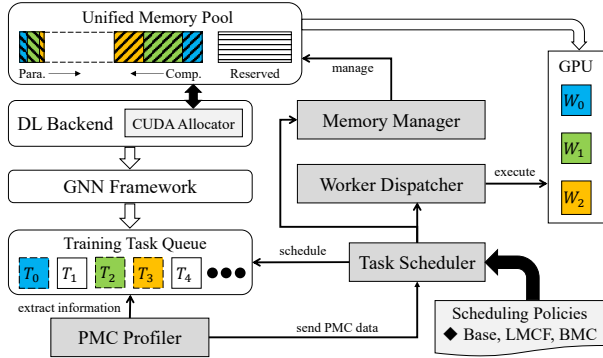 Unified Memory Pool
Para.
Comp.
Reserved
manage
GPU
W0
W1
W2
DL Backend
CUDA Allocator
Memory Manager
GNN Framework
Worker Dispatcher
execute
Training Task Queue
T0 T1 T2 T3 T4 ●●●
schedule
Task Scheduler
extract information
PMC Profiler
send PMC data
Scheduling Policies
◆ Base, LMCF, BMC